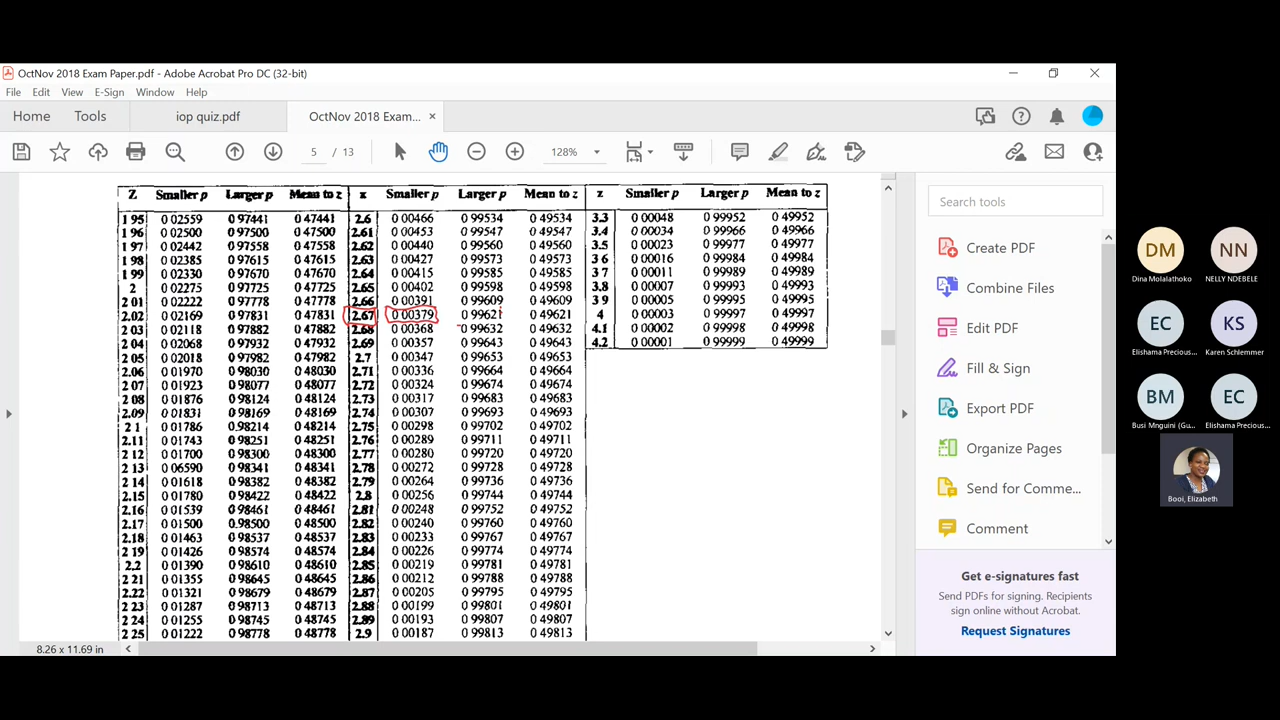 OctNov 2018 Exam Paper.pdf - Adobe Acrobat Pro DC (32-bit)
File Edit View E-Sign Window Help
Home Tools iop quiz.pdf OctNov 2018 Exam... ×
5 / 13 128%
Z Smaller p Larger p Mean to z z Smaller p Larger p Mean to z z Smaller p Larger p Mean to z
1 95 0 02559 0 97441 0 47441 2.6 0 00466 0 99534 0 49534 3.3 0 00048 0 99952 0 49952
1 96 0 02500 0 97500 0 47500 2.61 0 00453 0 99547 0 49547 3.4 0 00034 0 99966 0 49966
1 97 0 02442 0 97558 0 47558 2.62 0 00440 0 99560 0 49560 3.5 0 00023 0 99977 0 49977
1 98 0 02385 0 97615 0 47615 2.63 0 00427 0 99573 0 49573 3 6 0 00016 0 99984 0 49984
1 99 0 02330 0 97670 0 47670 2.64 0 00415 0 99585 0 49585 3 7 0 00011 0 99989 0 49989
2 0 02275 0 97725 0 47725 2.65 0 00402 0 99598 0 49598 3.8 0 00007 0 99993 0 49993
2 01 0 02222 0 97778 0 47778 2.66 0 00391 0 99609 0 49609 3 9 0 00005 0 99995 0 49995
2.02 0 02169 0 97831 0 47831 2.67 0 00379 0 99621 0 49621 4 0 00003 0 99997 0 49997
2 03 0 02118 0 97882 0 47882 2.68 0 00368 0 99632 0 49632 4.1 0 00002 0 99998 0 49998
2 04 0 02068 0 97932 0 47932 2.69 0 00357 0 99643 0 49643 4.2 0 00001 0 99999 0 49999
2 05 0 02018 0 97982 0 47982 2.7 0 00347 0 99653 0 49653
2.06 0 01970 0 98030 0 48030 2.71 0 00336 0 99664 0 49664
2 07 0 01923 0 98077 0 48077 2.72 0 00324 0 99674 0 49674
2 08 0 01876 0 98124 0 48124 2.73 0 00317 0 99683 0 49683
2.09 0 01831 0 98169 0 48169 2.74 0 00307 0 99693 0 49693
2 1 0 01786 0 98214 0 48214 2.75 0 00298 0 99702 0 49702
2.11 0 01743 0 98251 0 48251 2.76 0 00289 0 99711 0 49711
2 12 0 01700 0 98300 0 48300 2.77 0 00280 0 99720 0 49720
2 13 0 06590 0 98341 0 48341 2.78 0 00272 0 99728 0 49728
2 14 0 01618 0 98382 0 48382 2.79 0 00264 0 99736 0 49736
2.15 0 01780 0 98422 0 48422 2.8 0 00256 0 99744 0 49744
2.16 0 01539 0 98461 0 48461 2.81 0 00248 0 99752 0 49752
2.17 0 01500 0 98500 0 48500 2.82 0 00240 0 99760 0 49760
2.18 0 01463 0 98537 0 48537 2.83 0 00233 0 99767 0 49767
2 19 0 01426 0 98574 0 48574 2.84 0 00226 0 99774 0 49774
2.2 0 01390 0 98610 0 48610 2.85 0 00219 0 99781 0 49781
2 21 0 01355 0 98645 0 48645 2.86 0 00212 0 99788 0 49788
2.22 0 01321 0 98679 0 48679 2.87 0 00205 0 99795 0 49795
2 23 0 01287 0 98713 0 48713 2.88 0 00199 0 99801 0 49801
2 24 0 01255 0 98745 0 48745 2.89 0 00193 0 99807 0 49807
2 25 0 01222 0 98778 0 48778 2.9 0 00187 0 99813 0 49813
8.26 x 11.69 in
Search tools
Create PDF
Combine Files
Edit PDF
Fill & Sign
Export PDF
Organize Pages
Send for Comme...
Comment
Get e-signatures fast
Send PDFs for signing. Recipients
sign online without Acrobat.
Request Signatures
DM NN
Dina Molalathoko NELLY NDEBELE
EC KS
Elishama Precious... Karen Schlemmer
BM EC
Busi Mnguini (Gu... Elishama Precious...
Booi, Elizabeth